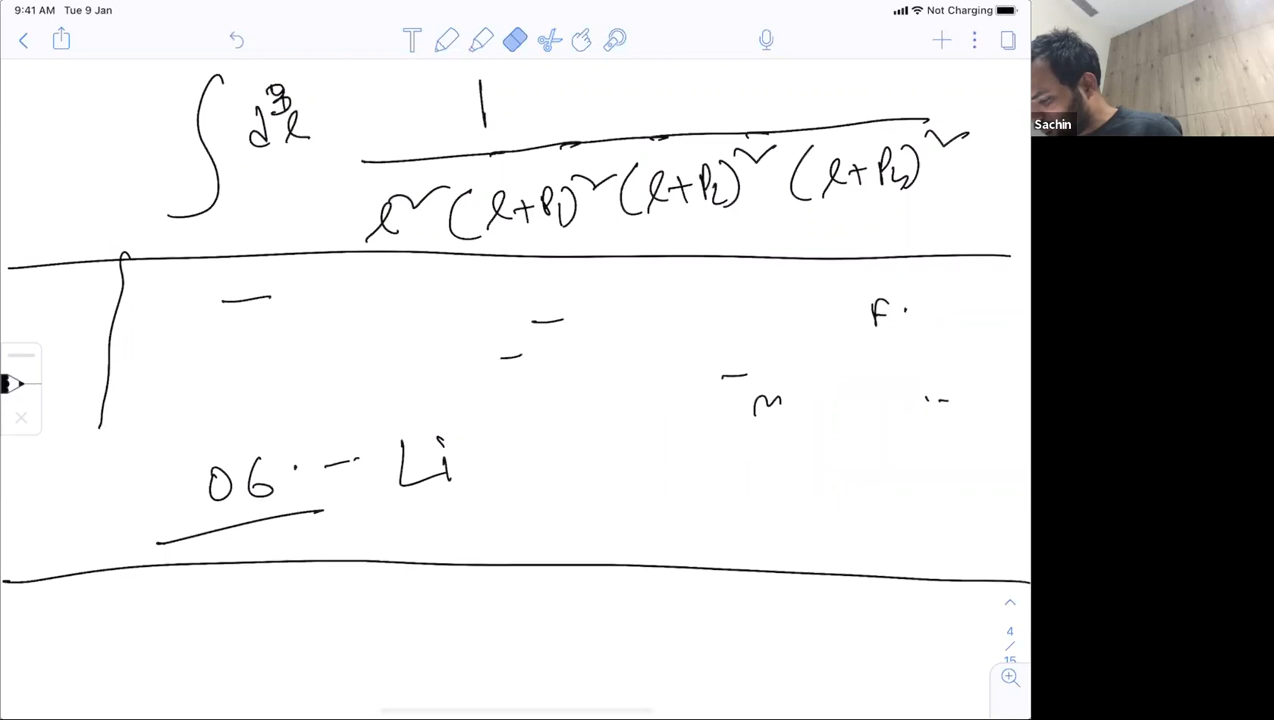 9:41 AM Tue 9 Jan
Not Charging
T
∫ d³ℓ 1 / ℓ² (ℓ+P₁)² (ℓ+P₂)² (ℓ+P₃)²
Sachin
F.
m
06. — Li
4
/
15